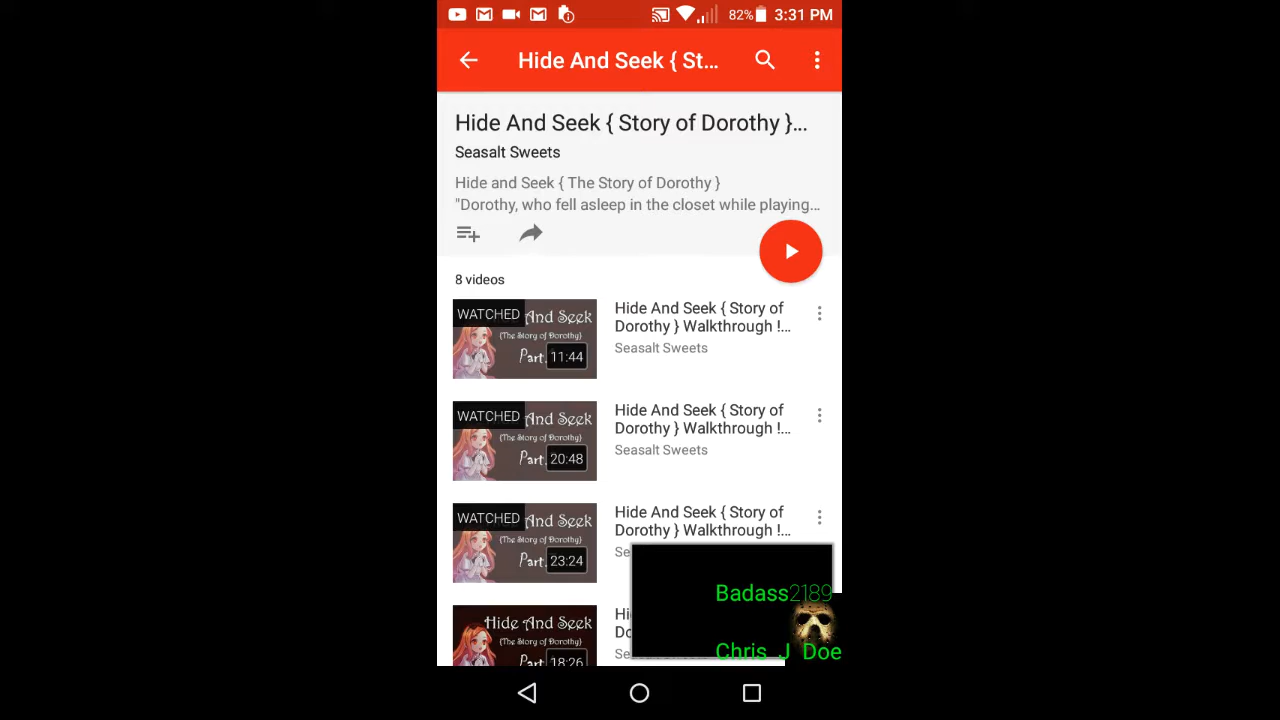 82% 3:31 PM
Hide And Seek { St...
Hide And Seek { Story of Dorothy }...
Seasalt Sweets
Hide and Seek { The Story of Dorothy }
"Dorothy, who fell asleep in the closet while playing...
8 videos
WATCHED
And Seek
{The Story of Dorothy}
Part.
11:44
Hide And Seek { Story of
Dorothy } Walkthrough !...
Seasalt Sweets
WATCHED
And Seek
{The Story of Dorothy}
Part.
20:48
Hide And Seek { Story of
Dorothy } Walkthrough !...
Seasalt Sweets
WATCHED
And Seek
{The Story of Dorothy}
Part.
23:24
Hide And Seek { Story of
Dorothy } Walkthrough !...
Se
Hide And Seek
{The Story of Dorothy}
Part.
18:26
Hi
Do
Sea
Badass2189
Chris J Doe